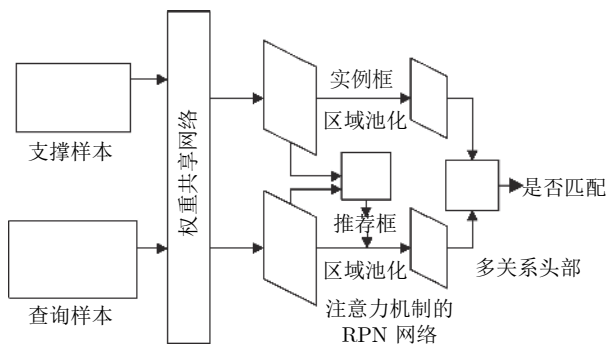 支撑样本
查询样本
权重共享网络
实例框
区域池化
推荐框
区域池化
注意力机制的
RPN 网络
是否匹配
多关系头部